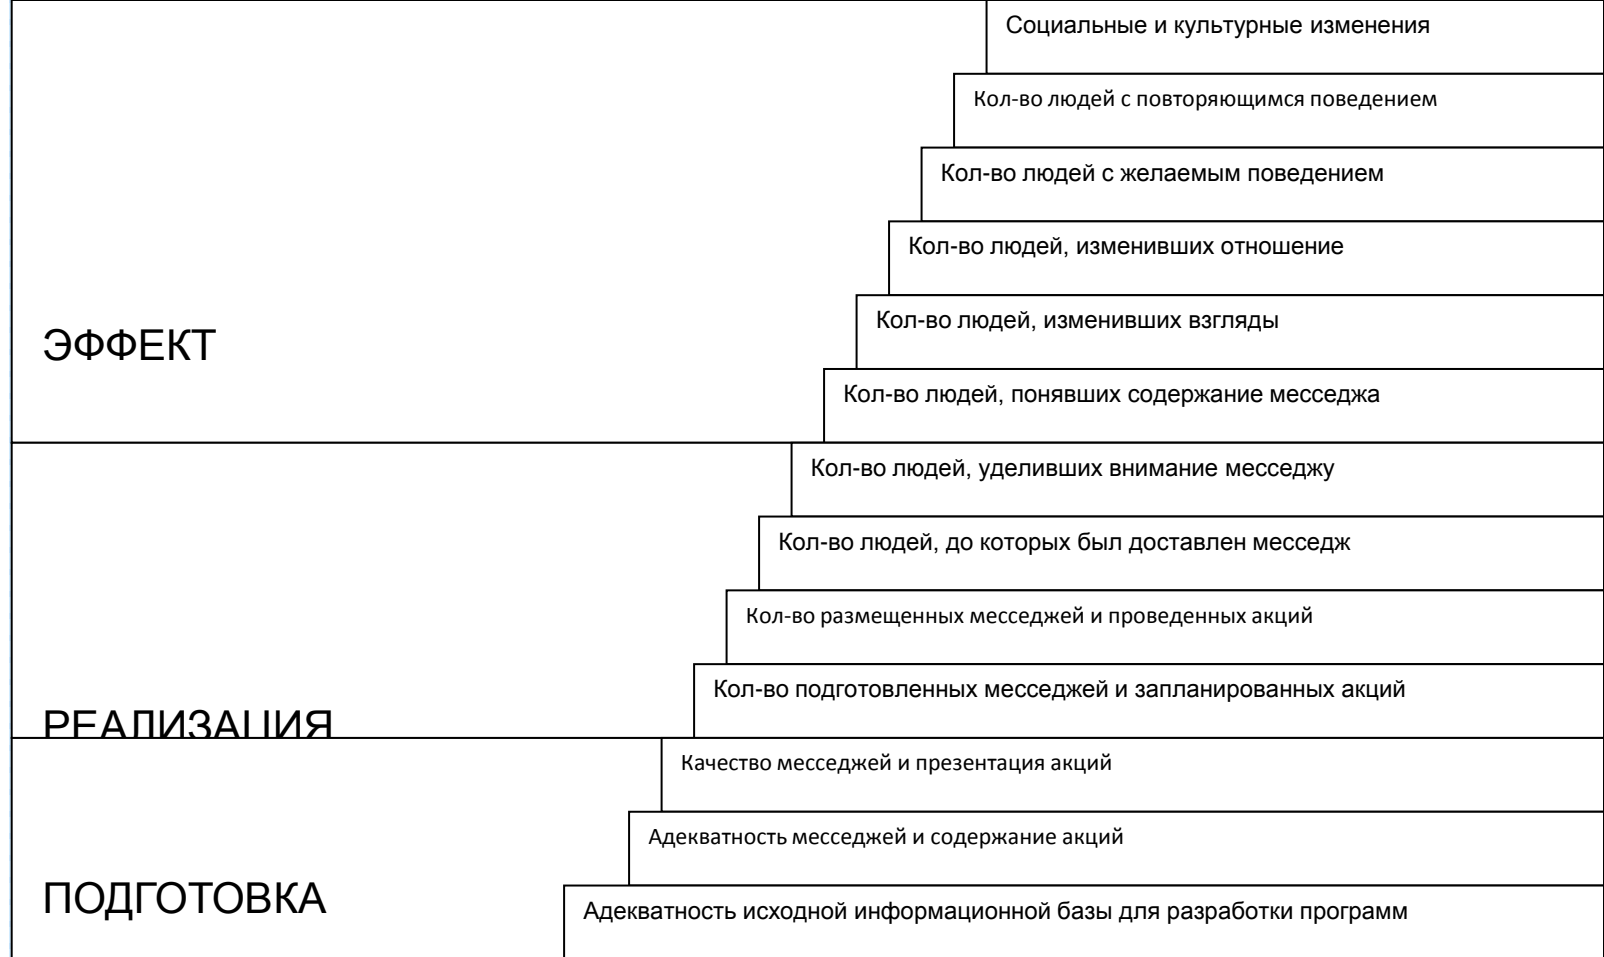 Социальные и культурные изменения
Кол-во людей с повторяющимся поведением
Кол-во людей с желаемым поведением
Кол-во людей, изменивших отношение
Кол-во людей, изменивших взгляды
ЭФФЕКТ
Кол-во людей, понявших содержание месседжа
Кол-во людей, уделивших внимание месседжу
Кол-во людей, до которых был доставлен месседж
Кол-во размещенных месседжей и проведенных акций
Кол-во подготовленных месседжей и запланированных акций
РЕАЛИЗАЦИЯ
Качество месседжей и презентация акций
Адекватность месседжей и содержание акций
ПОДГОТОВКА
Адекватность исходной информационной базы для разработки программ